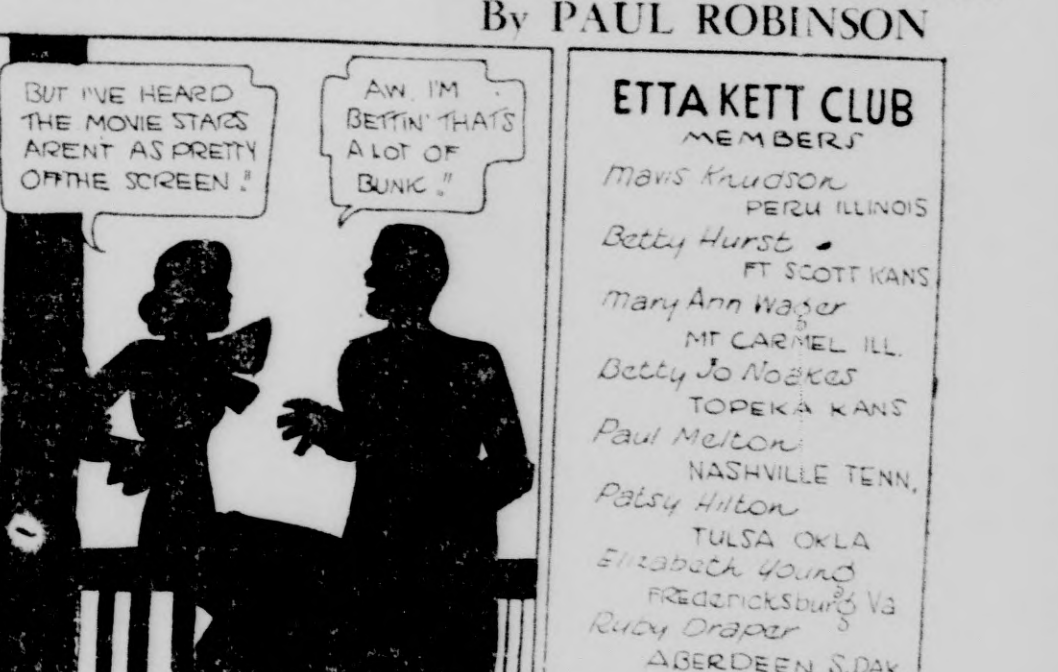 By PAUL ROBINSON
BUT I'VE HEARD
THE MOVIE STARS
ARENT AS PRETTY
OFF THE SCREEN."
AW. I'M
BETTIN' THATS
A LOT OF
BUNK."
ETTA KETT CLUB
MEMBERS
Mavis Knudson
PERU ILLINOIS
Betty Hurst
FT SCOTT KANS
Mary Ann Wager
MT CARMEL ILL.
Betty Jo Noakes
TOPEKA KANS
Paul Melton
NASHVILLE TENN.
Patsy Hilton
TULSA OKLA
Elizabeth Young
FREdericksburg Va
Ruby Draper
ABERDEEN S.DAK